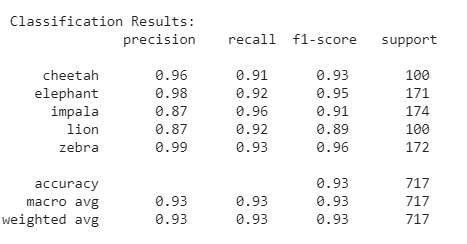 Classification Results:
precision recall f1-score support
cheetah 0.96 0.91 0.93 100
elephant 0.98 0.92 0.95 171
impala 0.87 0.96 0.91 174
lion 0.87 0.92 0.89 100
zebra 0.99 0.93 0.96 172
accuracy 0.93 717
macro avg 0.93 0.93 0.93 717
weighted avg 0.93 0.93 0.93 717